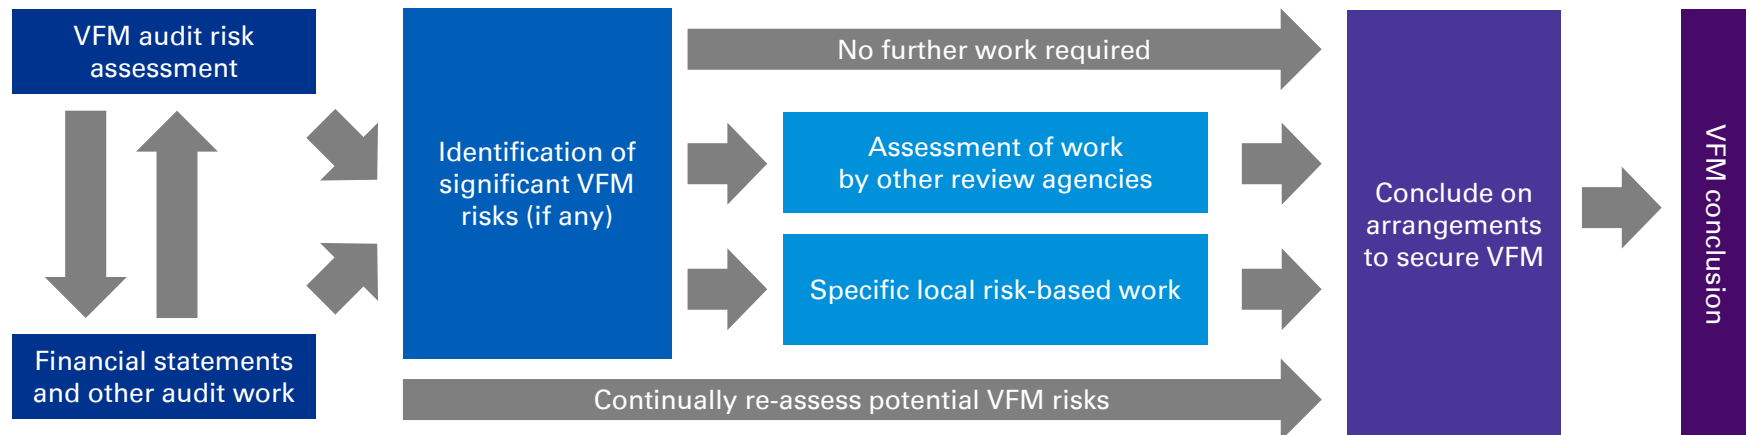 VFM audit risk
assessment
Financial statements
and other audit work
Identification of
significant VFM
risks (if any)
No further work required
Assessment of work
by other review agencies
Specific local risk-based work
Continually re-assess potential VFM risks
Conclude on
arrangements
to secure VFM
VFM conclusion